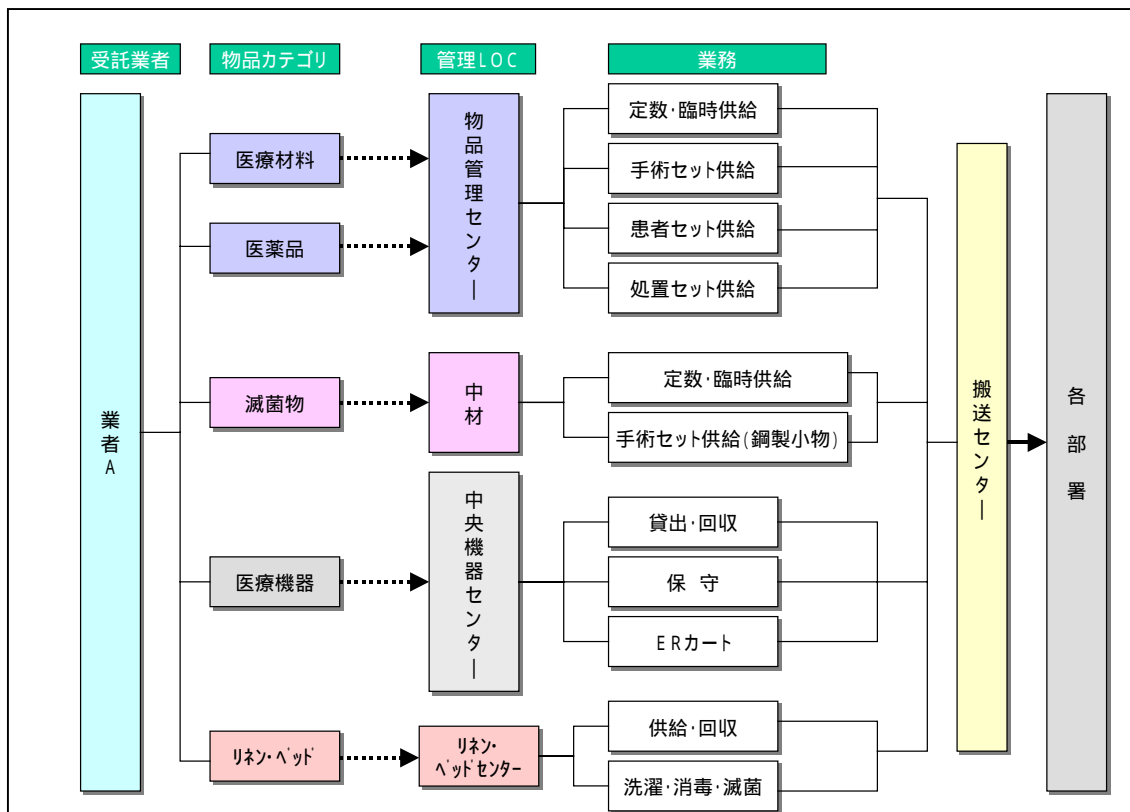 受託業者
物品カテゴリ
管理LOC
業務
業者A
医療材料
医薬品
滅菌物
医療機器
リネン・ベッド
物品管理センター
中材
中央機器センター
リネン・
ベッドセンター
定数・臨時供給
手術セット供給
患者セット供給
処置セット供給
定数・臨時供給
手術セット供給(鋼製小物)
貸出・回収
保 守
ERカート
供給・回収
洗濯・消毒・滅菌
搬送センター
各部署